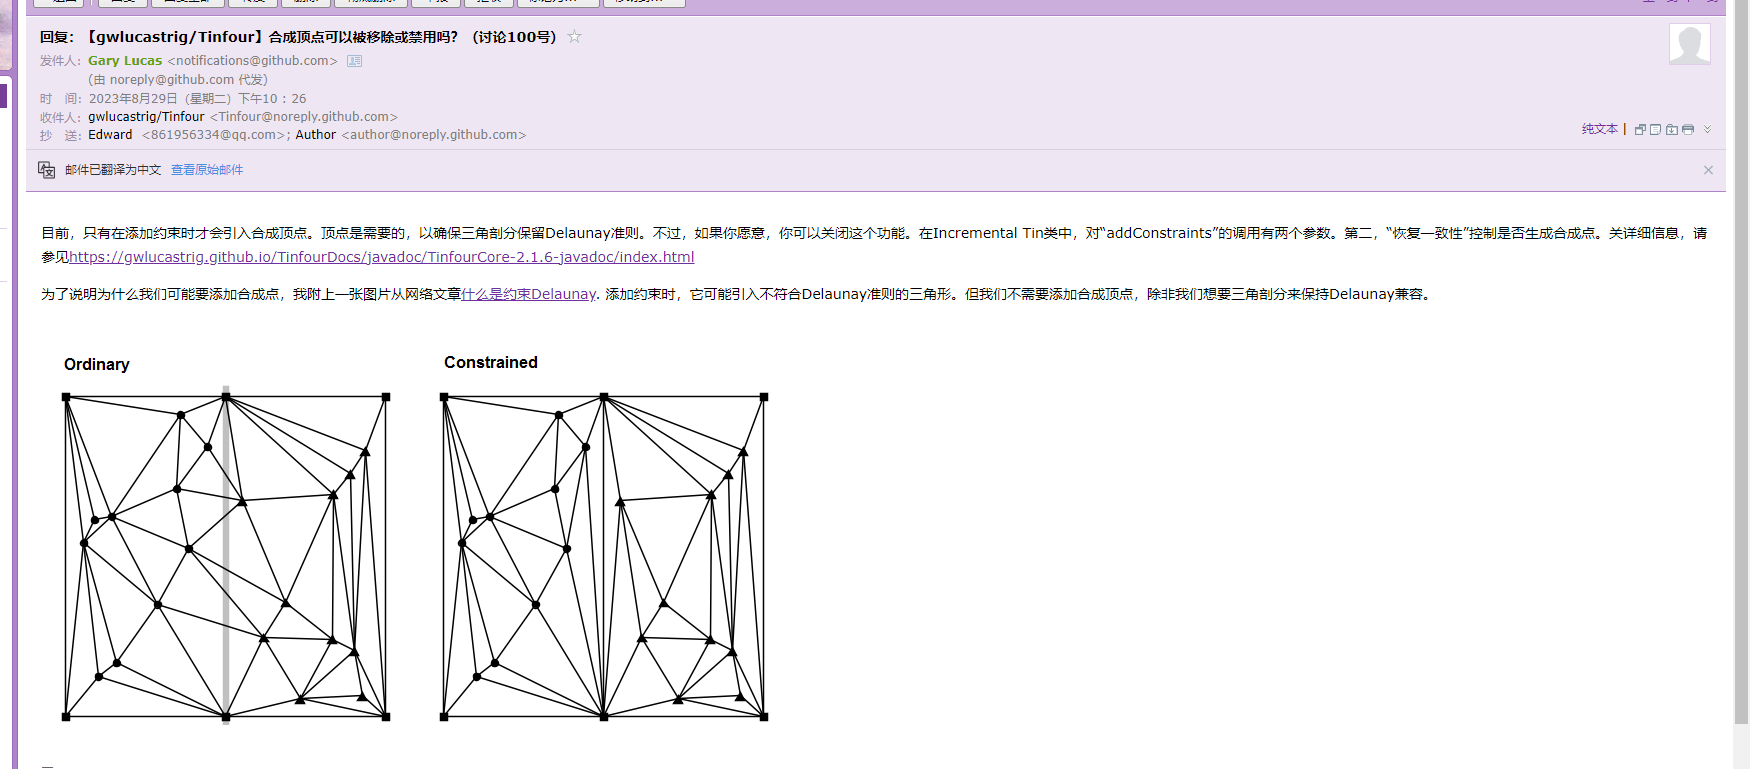 回复：【gwlucastrig/Tinfour】合成顶点可以被移除或禁用吗？（讨论100号）
发件人：Gary Lucas <notifications@github.com>
（由 noreply@github.com 代发）
时 间：2023年8月29日（星期二）下午10：26
收件人：gwlucastrig/Tinfour <Tinfour@noreply.github.com>
抄 送：Edward <861956334@qq.com>; Author <author@noreply.github.com>
纯文本 |
邮件已翻译为中文 查看原始邮件
目前，只有在添加约束时才会引入合成顶点。顶点是需要的，以确保三角剖分保留Delaunay准则。不过，如果你愿意，你可以关闭这个功能。在Incremental Tin类中，对“addConstraints”的调用有两个参数。第二，“恢复一致性”控制是否生成合成点。关详细信息，请
参见https://gwlucastrig.github.io/TinfourDocs/javadoc/TinfourCore-2.1.6-javadoc/index.html
为了说明为什么我们可能要添加合成点，我附上一张图片从网络文章什么是约束Delaunay. 添加约束时，它可能引入不符合Delaunay准则的三角形。但我们不需要添加合成顶点，除非我们想要三角剖分来保持Delaunay兼容。
Ordinary
Constrained